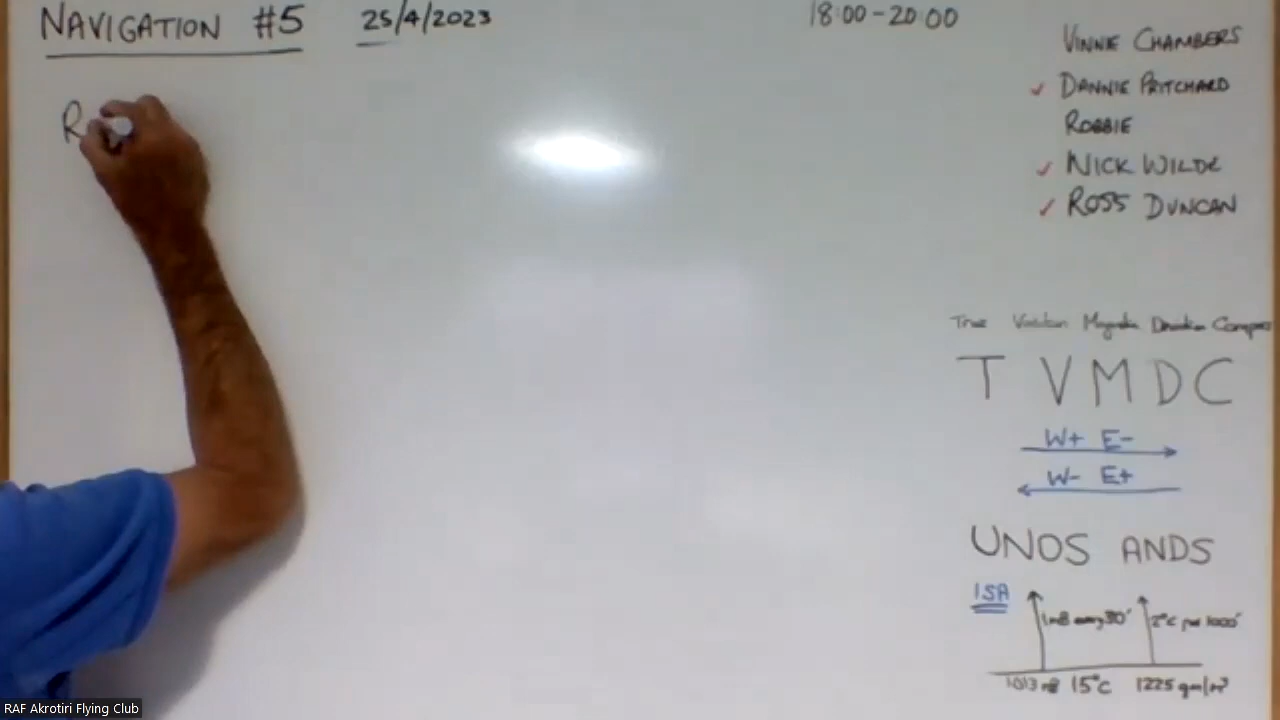 NAVIGATION #5 25/4/2023 18:00-20:00
VINNIE CHAMBERS
✓ DANNIE PRITCHARD
ROBBIE
✓ NICK WILDE
✓ ROSS DUNCAN
R
True Variation Magnetic Deviation Compass
T V M D C
W+ E-
W- E+
UNOS ANDS
ISA
1mB every 30' 2°C per 1000'
1013 mB 15°C 1225 gm/m³
RAF Akrotiri Flying Club